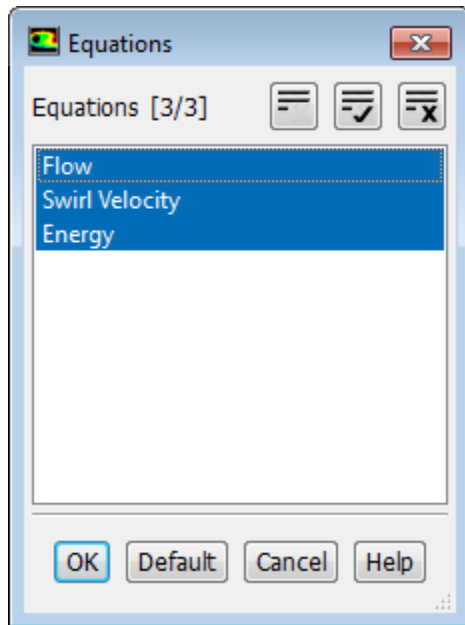 Equations
Equations [3/3]
Flow
Swirl Velocity
Energy
OK Default Cancel Help